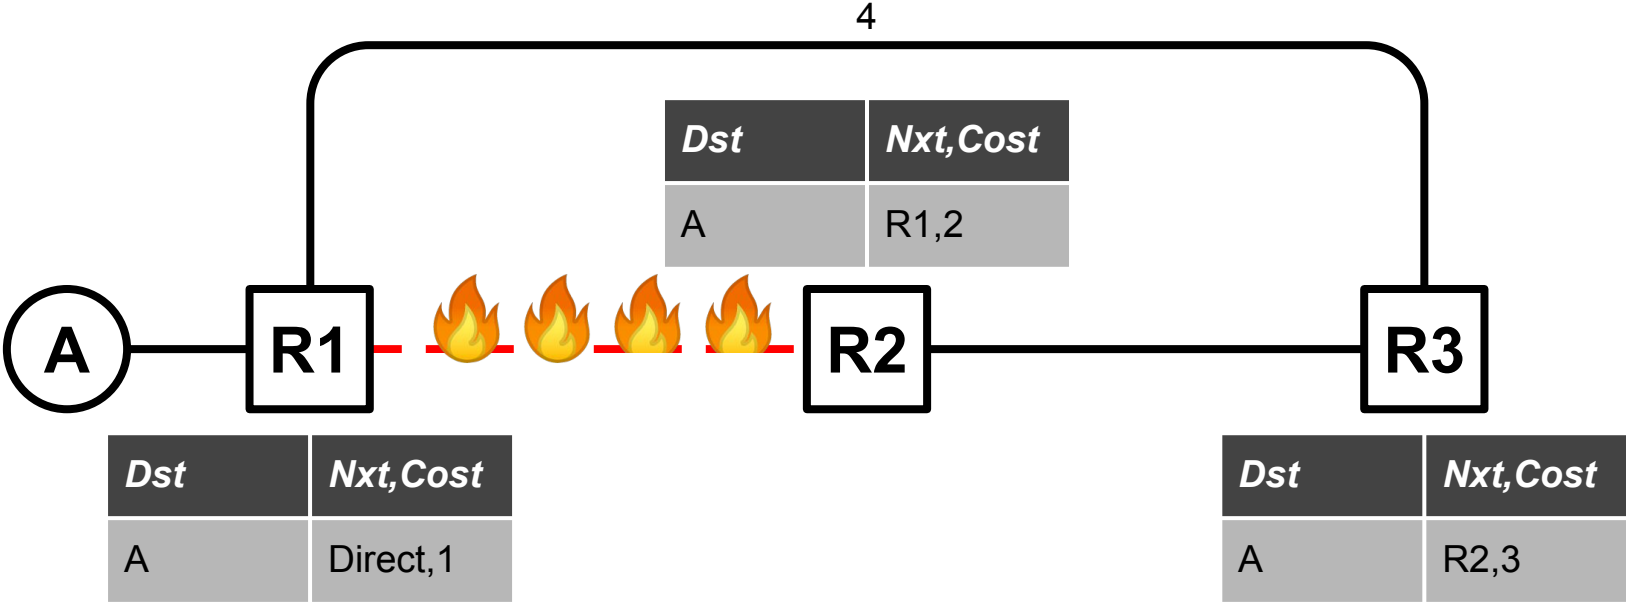 4
Dst Nxt,Cost
A R1,2
A R1 R2 R3
Dst Nxt,Cost
A Direct,1
Dst Nxt,Cost
A R2,3